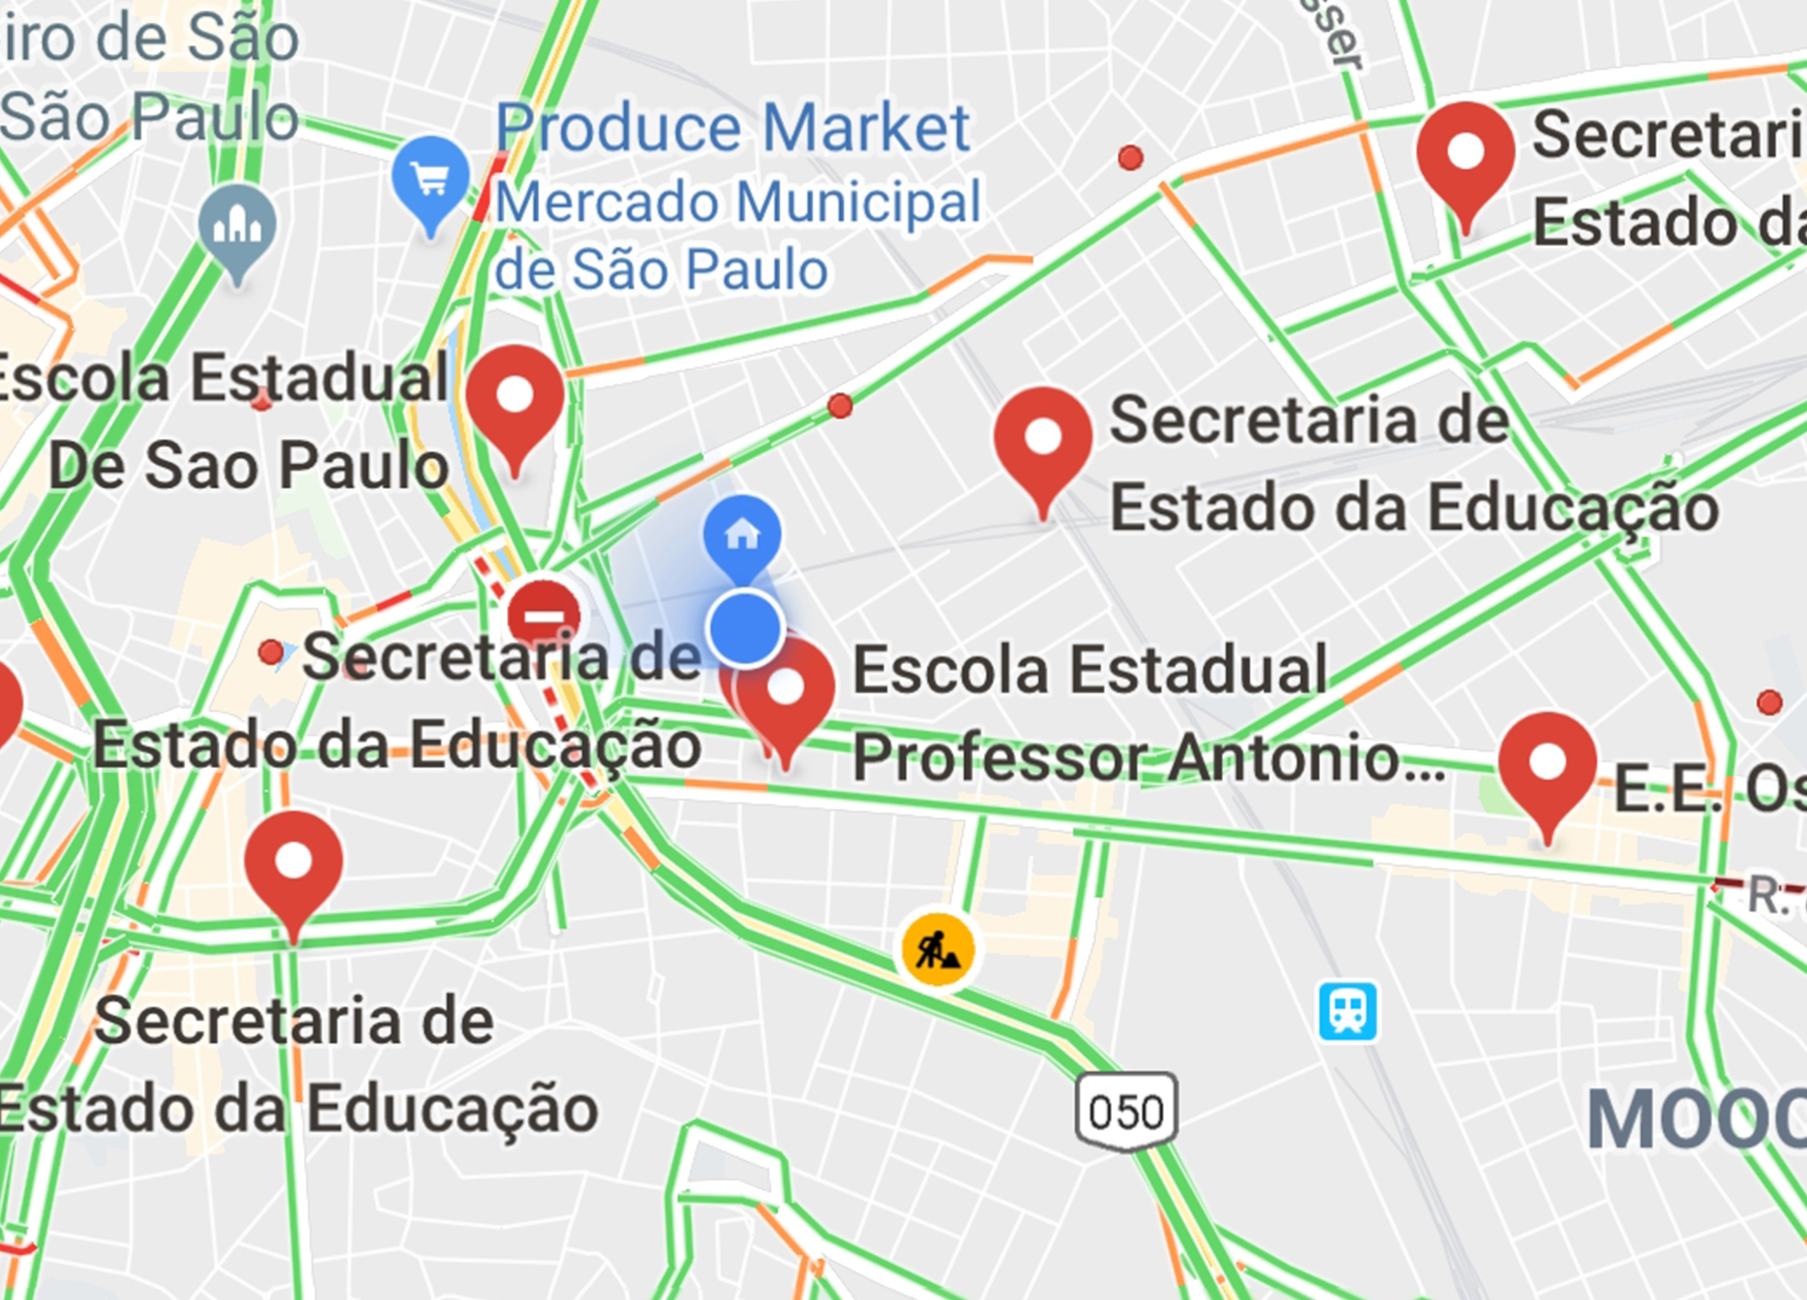 iro de São
São Paulo
Produce Market
Mercado Municipal
de São Paulo
sser
Secretari
Estado da
Escola Estadual
De Sao Paulo
Secretaria de
Estado da Educação
Secretaria de
Estado da Educação
Escola Estadual
Professor Antonio...
E.E. Os
R.
Secretaria de
Estado da Educação
050
MOOC